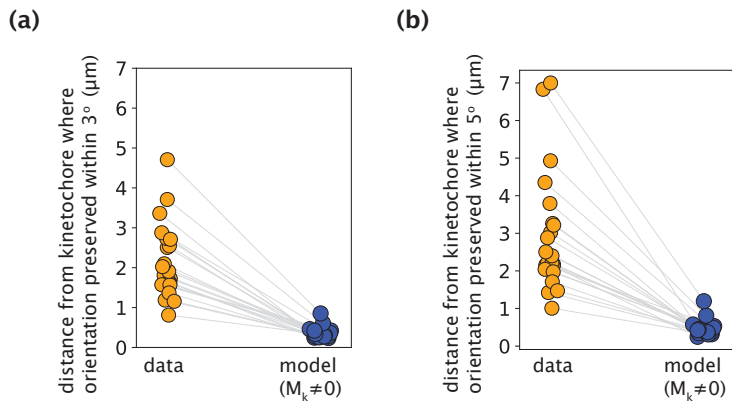 (a)
distance from kinetochore where
orientation preserved within 3° (μm)
7
6
5
4
3
2
1
0
data
model
(Mₖ≠0)
(b)
distance from kinetochore where
orientation preserved within 5° (μm)
7
6
5
4
3
2
1
0
data
model
(Mₖ≠0)